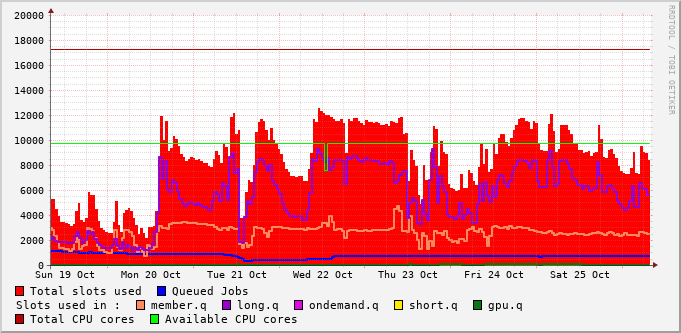 20000
18000
16000
14000
12000
10000
8000
6000
4000
2000
0
Sun 19 Oct Mon 20 Oct Tue 21 Oct Wed 22 Oct Thu 23 Oct Fri 24 Oct Sat 25 Oct
RRDTOOL / TOBI OETIKER
Total slots used Queued Jobs
Slots used in : member.q long.q ondemand.q short.q gpu.q
Total CPU cores Available CPU cores